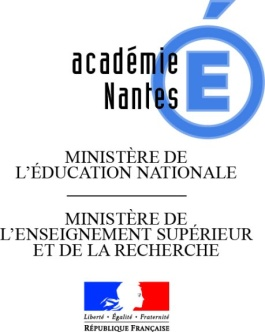 académie
Nantes
É
MINISTÈRE DE
L'ÉDUCATION NATIONALE
MINISTÈRE DE
L'ENSEIGNEMENT SUPÉRIEUR
ET DE LA RECHERCHE
Liberté • Égalité • Fraternité
RÉPUBLIQUE FRANÇAISE